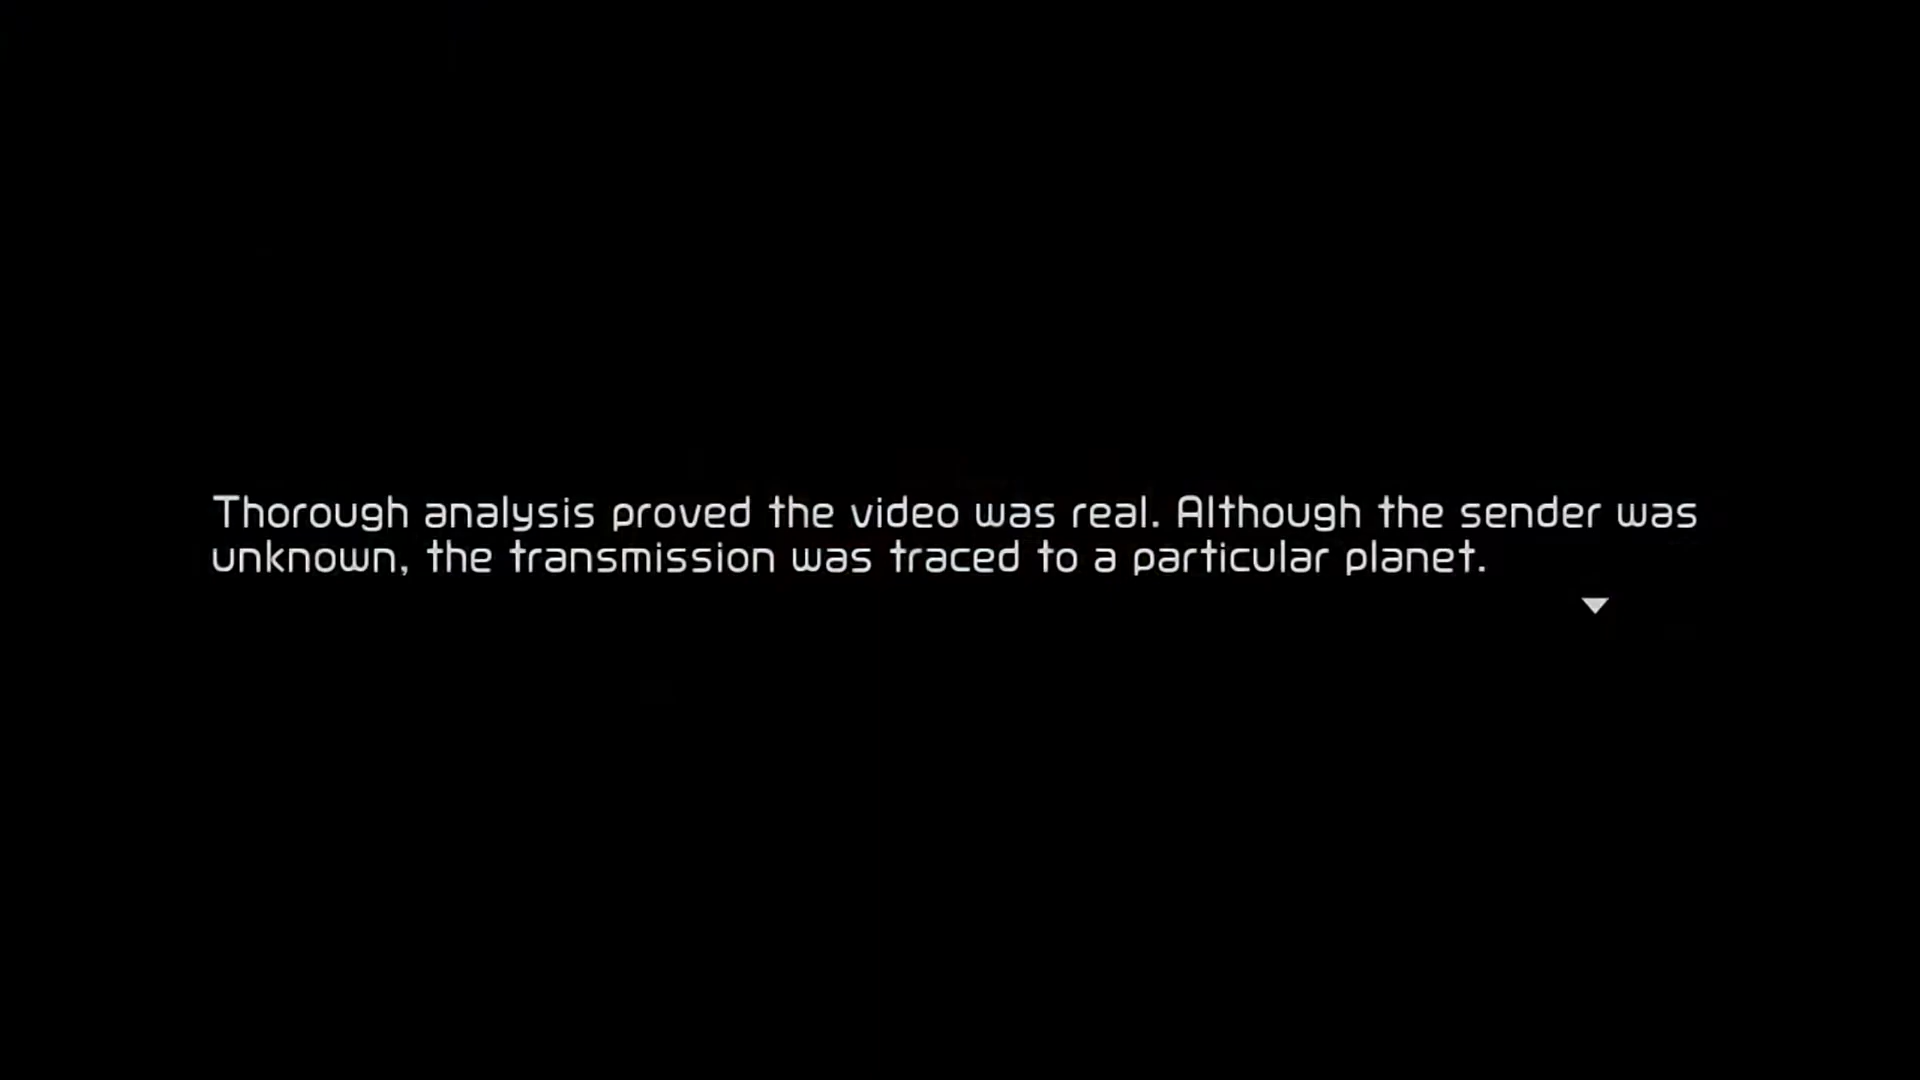 Thorough analysis proved the video was real. Although the sender was
unknown, the transmission was traced to a particular planet.